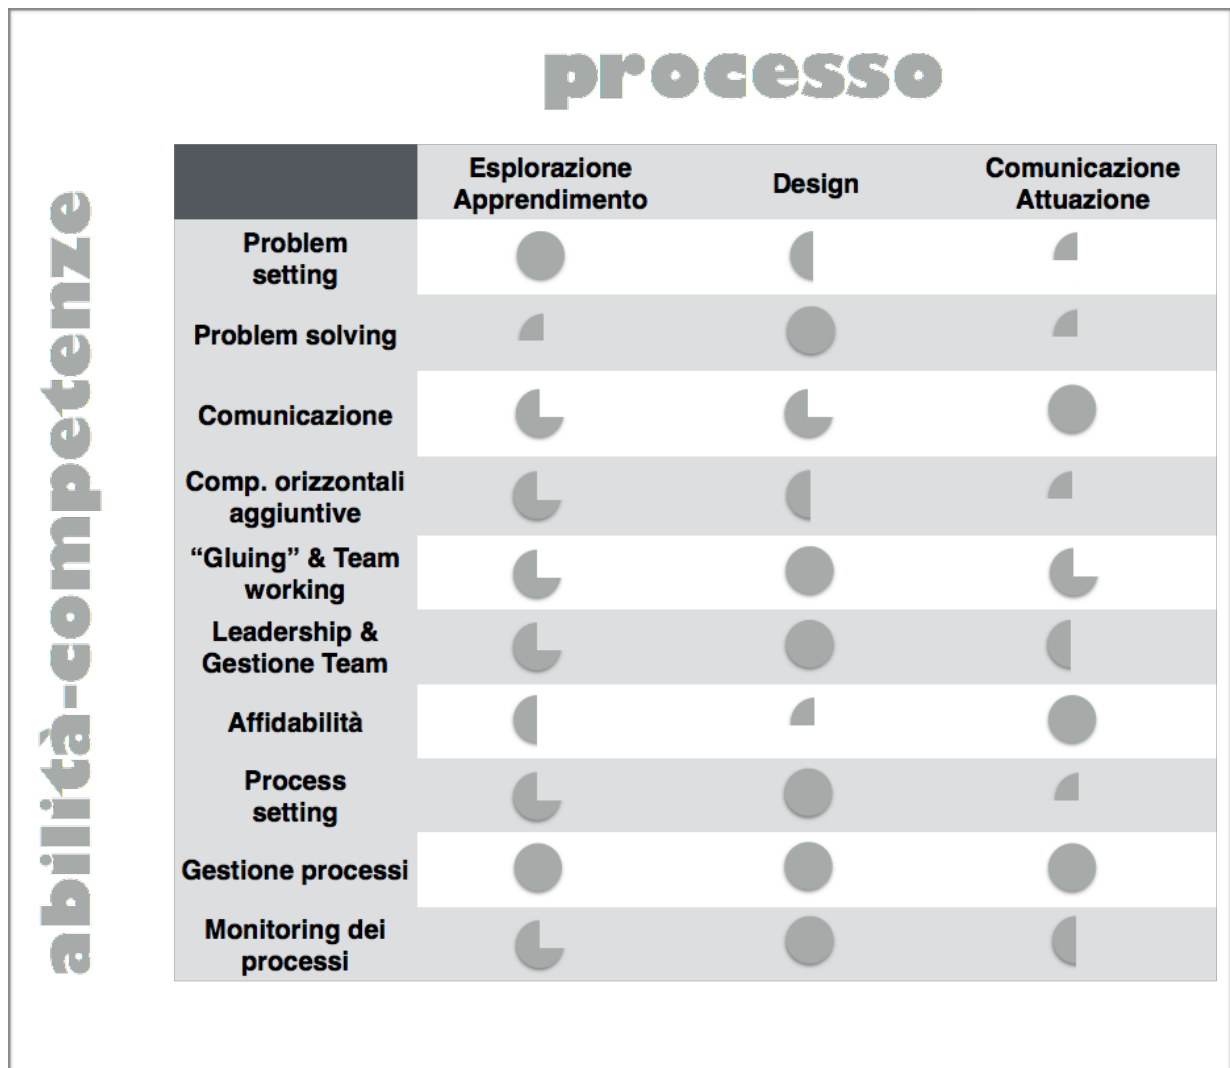 processo
abilità-competenze
Esplorazione
Apprendimento
Design
Comunicazione
Attuazione
Problem
setting
Problem solving
Comunicazione
Comp. orizzontali
aggiuntive
“Gluing” & Team
working
Leadership &
Gestione Team
Affidabilità
Process
setting
Gestione processi
Monitoring dei
processi